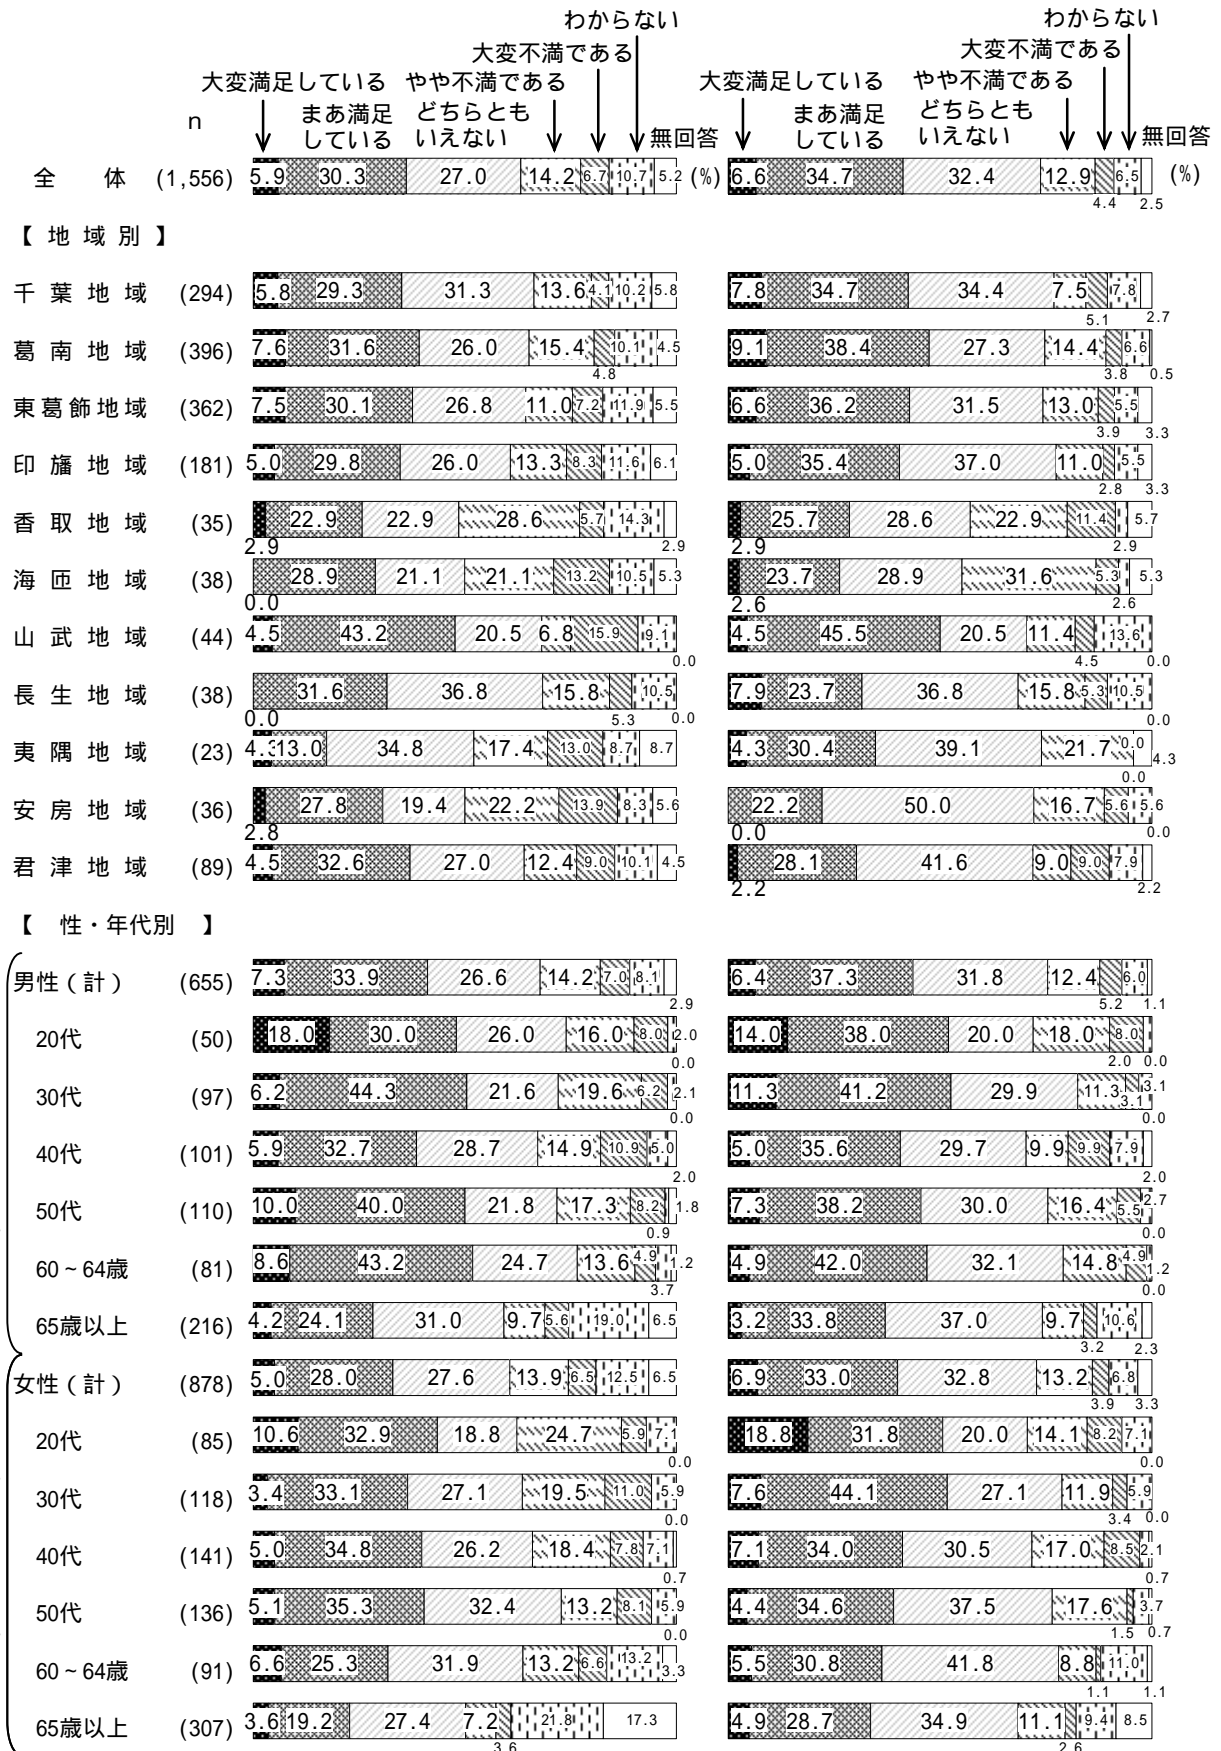 わからない わからない
大変不満である 大変不満である
大変満足している やや不満である 大変満足している やや不満である
まあ満足している どちらともいえない まあ満足している どちらともいえない
n 無回答 無回答
全 体 (1,556) 5.9 30.3 27.0 14.2 6.7 10.7 5.2 (%) 6.6 34.7 32.4 12.9 4.4 6.5 2.5 (%)
【 地 域 別 】
千 葉 地 域 (294) 5.8 29.3 31.3 13.6 4.1 10.2 5.8 7.8 34.7 34.4 7.5 5.1 7.8 2.7
葛 南 地 域 (396) 7.6 31.6 26.0 15.4 4.8 10.1 4.5 9.1 38.4 27.3 14.4 3.8 6.6 0.5
東葛飾地域 (362) 7.5 30.1 26.8 11.0 7.2 11.9 5.5 6.6 36.2 31.5 13.0 3.9 5.5 3.3
印 旛 地 域 (181) 5.0 29.8 26.0 13.3 8.3 11.6 6.1 5.0 35.4 37.0 11.0 2.8 5.5 3.3
香 取 地 域 (35) 2.9 22.9 22.9 28.6 5.7 14.3 2.9 2.9 25.7 28.6 22.9 11.4 2.9 5.7
海 匝 地 域 (38) 0.0 28.9 21.1 21.1 13.2 10.5 5.3 2.6 23.7 28.9 31.6 5.3 2.6 5.3
山 武 地 域 (44) 4.5 43.2 20.5 6.8 15.9 9.1 0.0 4.5 45.5 20.5 11.4 4.5 13.6 0.0
長 生 地 域 (38) 0.0 31.6 36.8 15.8 5.3 10.5 0.0 7.9 23.7 36.8 15.8 5.3 10.5 0.0
夷 隅 地 域 (23) 4.3 13.0 34.8 17.4 13.0 8.7 8.7 4.3 30.4 39.1 21.7 0.0 0.0 4.3
安 房 地 域 (36) 2.8 27.8 19.4 22.2 13.9 8.3 5.6 0.0 22.2 50.0 16.7 5.6 5.6 0.0
君 津 地 域 (89) 4.5 32.6 27.0 12.4 9.0 10.1 4.5 2.2 28.1 41.6 9.0 9.0 7.9 2.2
【 性・年代別 】
男性（計） (655) 7.3 33.9 26.6 14.2 7.0 8.1 2.9 6.4 37.3 31.8 12.4 5.2 6.0 1.1
20代 (50) 18.0 30.0 26.0 16.0 8.0 2.0 0.0 14.0 38.0 20.0 18.0 8.0 2.0 0.0
30代 (97) 6.2 44.3 21.6 19.6 6.2 2.1 0.0 11.3 41.2 29.9 11.3 3.1 3.1 0.0
40代 (101) 5.9 32.7 28.7 14.9 10.9 5.0 2.0 5.0 35.6 29.7 9.9 9.9 7.9 2.0
50代 (110) 10.0 40.0 21.8 17.3 8.2 0.9 1.8 7.3 38.2 30.0 16.4 5.5 2.7 0.0
60～64歳 (81) 8.6 43.2 24.7 13.6 4.9 3.7 1.2 4.9 42.0 32.1 14.8 4.9 1.2 0.0
65歳以上 (216) 4.2 24.1 31.0 9.7 5.6 19.0 6.5 3.2 33.8 37.0 9.7 3.2 10.6 2.3
女性（計） (878) 5.0 28.0 27.6 13.9 6.5 12.5 6.5 6.9 33.0 32.8 13.2 3.9 6.8 3.3
20代 (85) 10.6 32.9 18.8 24.7 5.9 7.1 0.0 18.8 31.8 20.0 14.1 8.2 7.1 0.0
30代 (118) 3.4 33.1 27.1 19.5 11.0 5.9 0.0 7.6 44.1 27.1 11.9 3.4 5.9 0.0
40代 (141) 5.0 34.8 26.2 18.4 7.8 7.1 0.7 7.1 34.0 30.5 17.0 8.5 2.1 0.7
50代 (136) 5.1 35.3 32.4 13.2 8.1 5.9 0.0 4.4 34.6 37.5 17.6 1.5 3.7 0.7
60～64歳 (91) 6.6 25.3 31.9 13.2 6.6 13.2 3.3 5.5 30.8 41.8 8.8 1.1 11.0 1.1
65歳以上 (307) 3.6 19.2 27.4 7.2 3.6 21.8 17.3 4.9 28.7 34.9 11.1 2.6 9.4 8.5